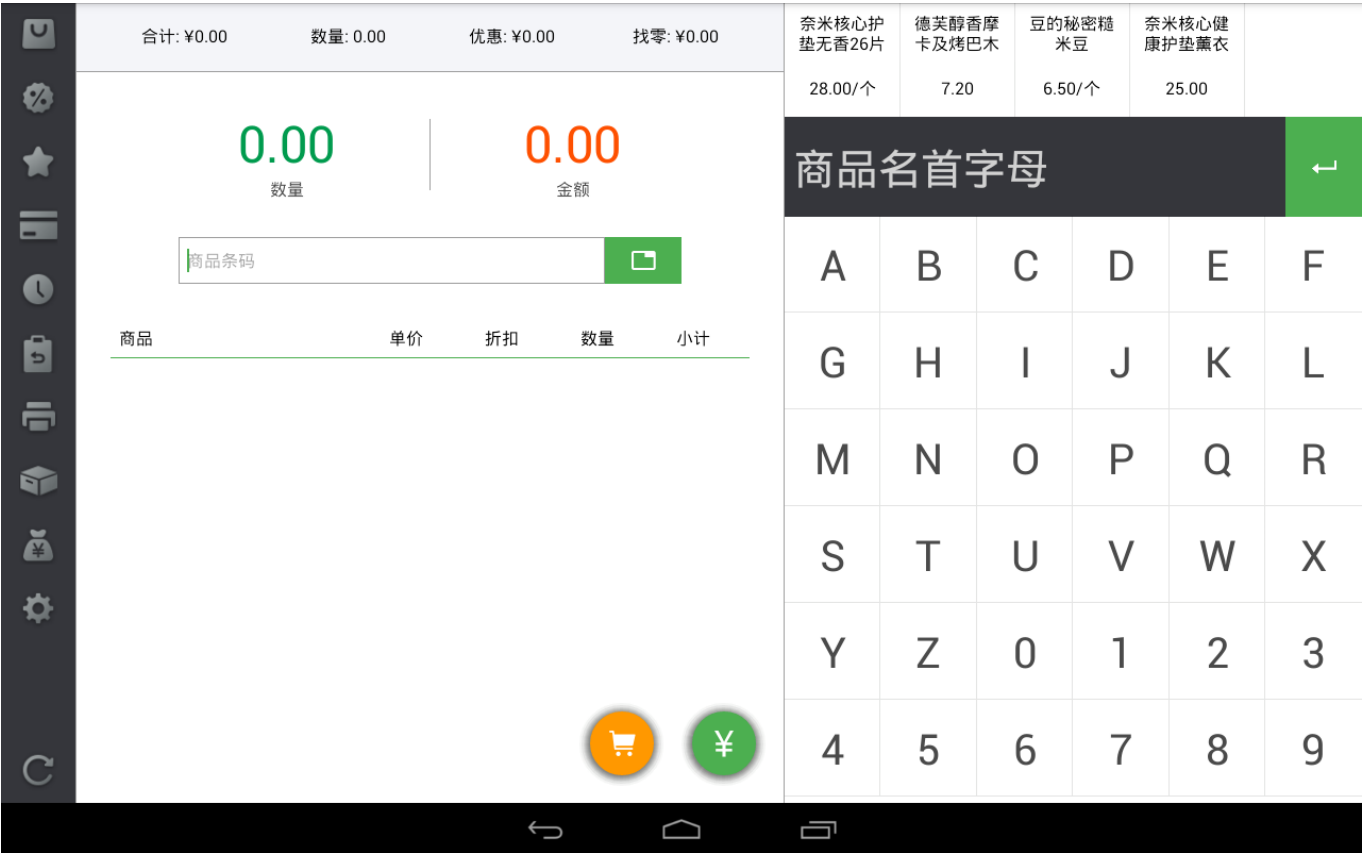 合计: ¥0.00 数量: 0.00 优惠: ¥0.00 找零: ¥0.00
0.00 0.00
数量 金额
商品条码
商品 单价 折扣 数量 小计
¥
奈米核心护 德芙醇香摩 豆的秘密糙 奈米核心健
垫无香26片 卡及烤巴木 米豆 康护垫薰衣
28.00/个 7.20 6.50/个 25.00
商品名首字母
A B C D E F
G H I J K L
M N O P Q R
S T U V W X
Y Z 0 1 2 3
4 5 6 7 8 9